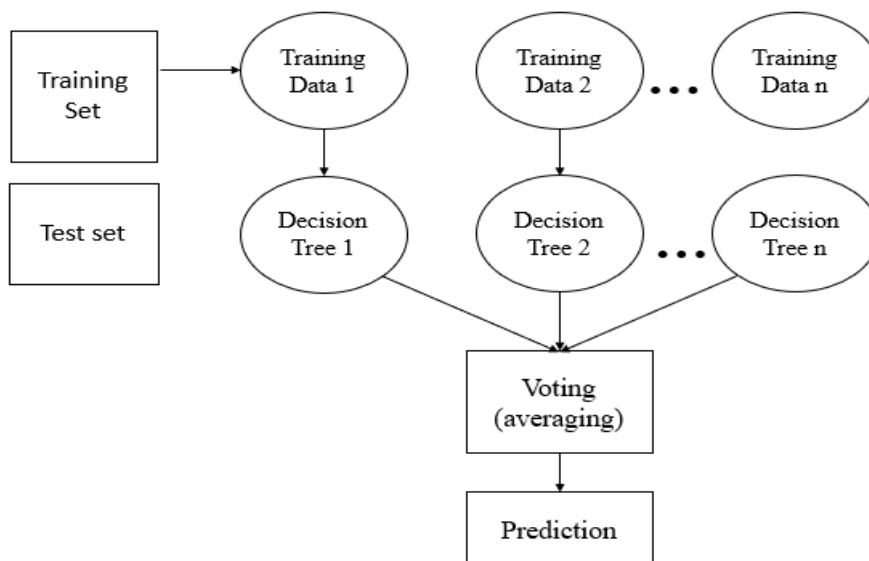 Training
Set
Training
Data 1
Training
Data 2
...
Training
Data n
Test set
Decision
Tree 1
Decision
Tree 2
...
Decision
Tree n
Voting
(averaging)
Prediction